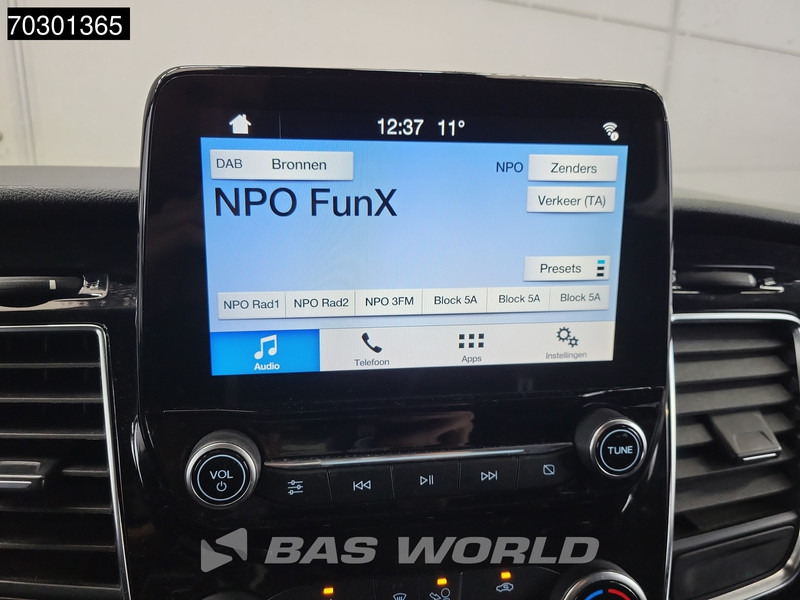 70301365
12:37 11°
DAB Bronnen
NPO Zenders
NPO FunX
Verkeer (TA)
Presets
NPO Rad1 NPO Rad2 NPO 3FM Block 5A Block 5A Block 5A
Audio Telefoon Apps Instellingen
VOL
TUNE
BAS WORLD